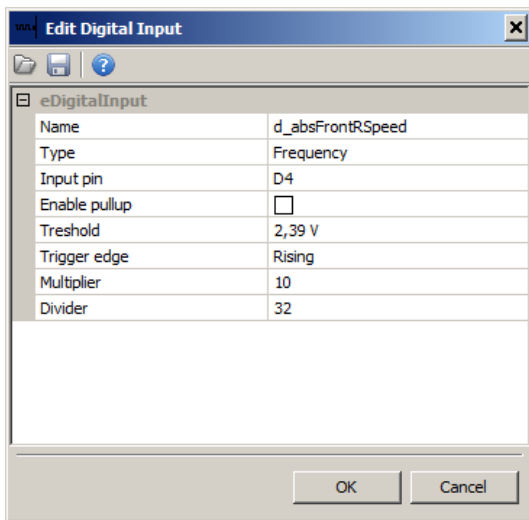 Edit Digital Input
eDigitalInput
Name d_absFrontRSpeed
Type Frequency
Input pin D4
Enable pullup
Treshold 2,39 V
Trigger edge Rising
Multiplier 10
Divider 32
OK Cancel